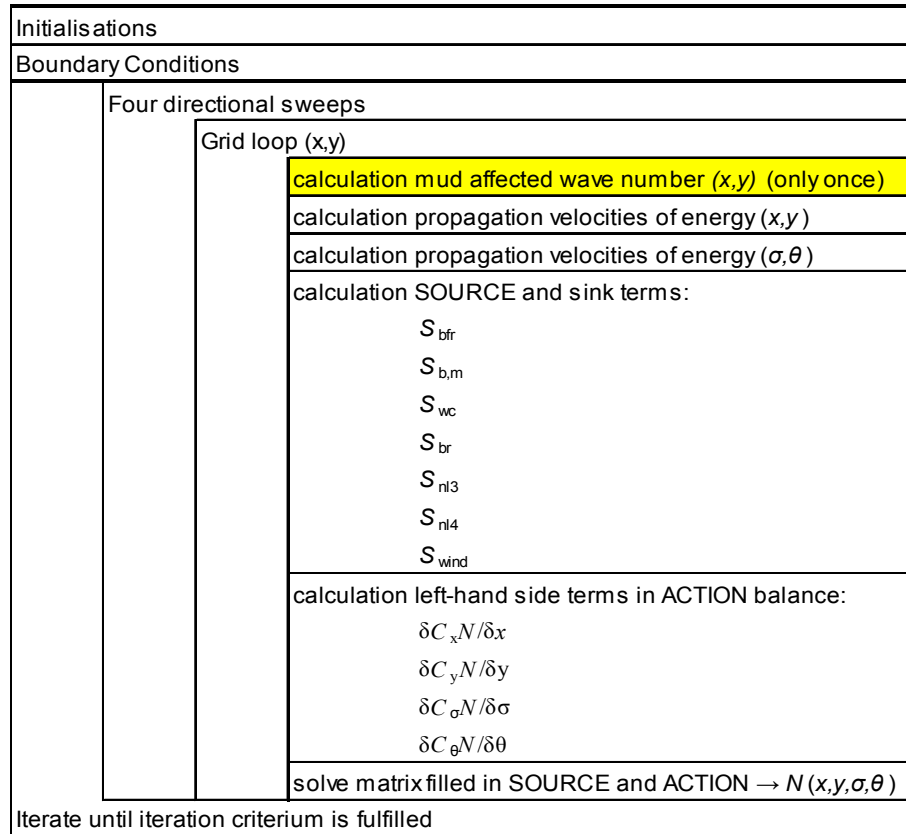 Initialisations
Boundary Conditions
Four directional sweeps
Grid loop (x,y)
calculation mud affected wave number (x,y) (only once)
calculation propagation velocities of energy (x,y)
calculation propagation velocities of energy (σ,θ)
calculation SOURCE and sink terms:
S bfr
S b,m
S wc
S br
S nl3
S nl4
S wind
calculation left-hand side terms in ACTION balance:
δC xN/δx
δC yN/δy
δC σN/δσ
δC θN/δθ
solve matrix filled in SOURCE and ACTION → N (x,y,σ,θ)
Iterate until iteration criterium is fulfilled